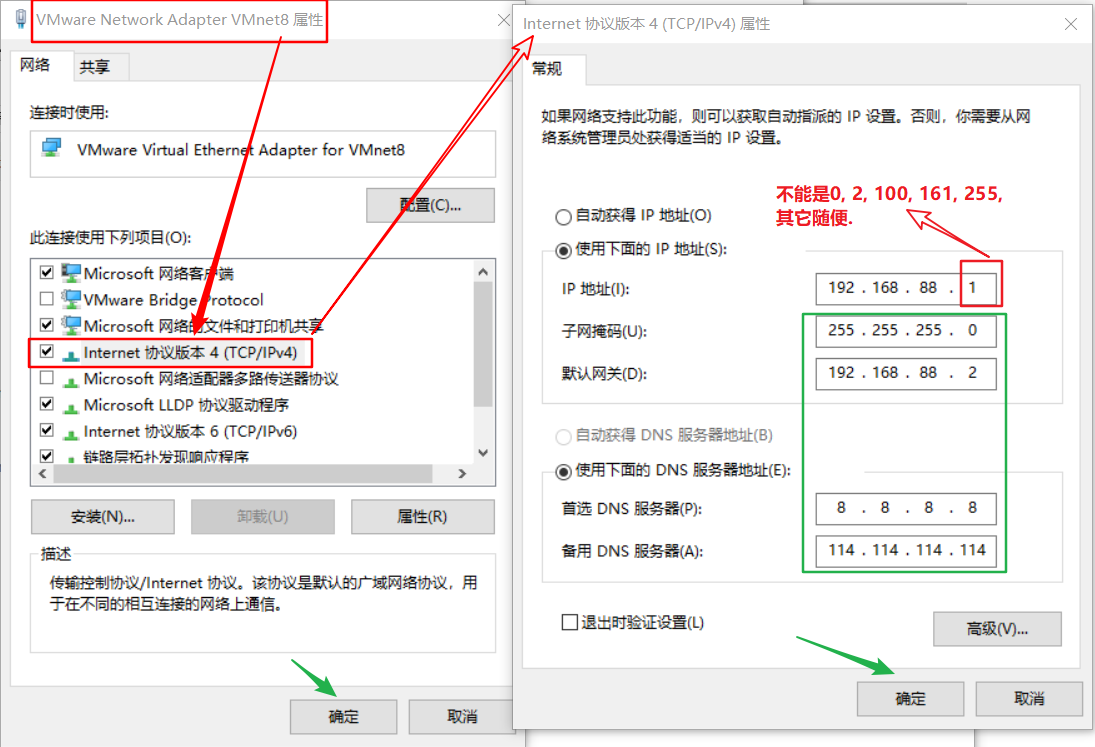 VMware Network Adapter VMnet8 属性
网络
共享
连接时使用:
VMware Virtual Ethernet Adapter for VMnet8
配置(C)...
此连接使用下列项目(O):
Microsoft 网络客户端
VMware Bridge Protocol
Microsoft 网络的文件和打印机共享
Internet 协议版本 4 (TCP/IPv4)
Microsoft 网络适配器多路传送器协议
Microsoft LLDP 协议驱动程序
Internet 协议版本 6 (TCP/IPv6)
链路层拓扑发现响应程序
安装(N)...
卸载(U)
属性(R)
描述
传输控制协议/Internet 协议。该协议是默认的广域网络协议，用
于在不同的相互连接的网络上通信。
确定
取消
Internet 协议版本 4 (TCP/IPv4) 属性
常规
如果网络支持此功能，则可以获取自动指派的 IP 设置。否则，你需要从网
络系统管理员处获得适当的 IP 设置。
不能是0, 2, 100, 161, 255,
其它随便.
自动获得 IP 地址(O)
使用下面的 IP 地址(S):
IP 地址(I):
192 . 168 . 88 . 1
子网掩码(U):
255 . 255 . 255 . 0
默认网关(D):
192 . 168 . 88 . 2
自动获得 DNS 服务器地址(B)
使用下面的 DNS 服务器地址(E):
首选 DNS 服务器(P):
8 . 8 . 8 . 8
备用 DNS 服务器(A):
114 . 114 . 114 . 114
退出时验证设置(L)
高级(V)...
确定
取消